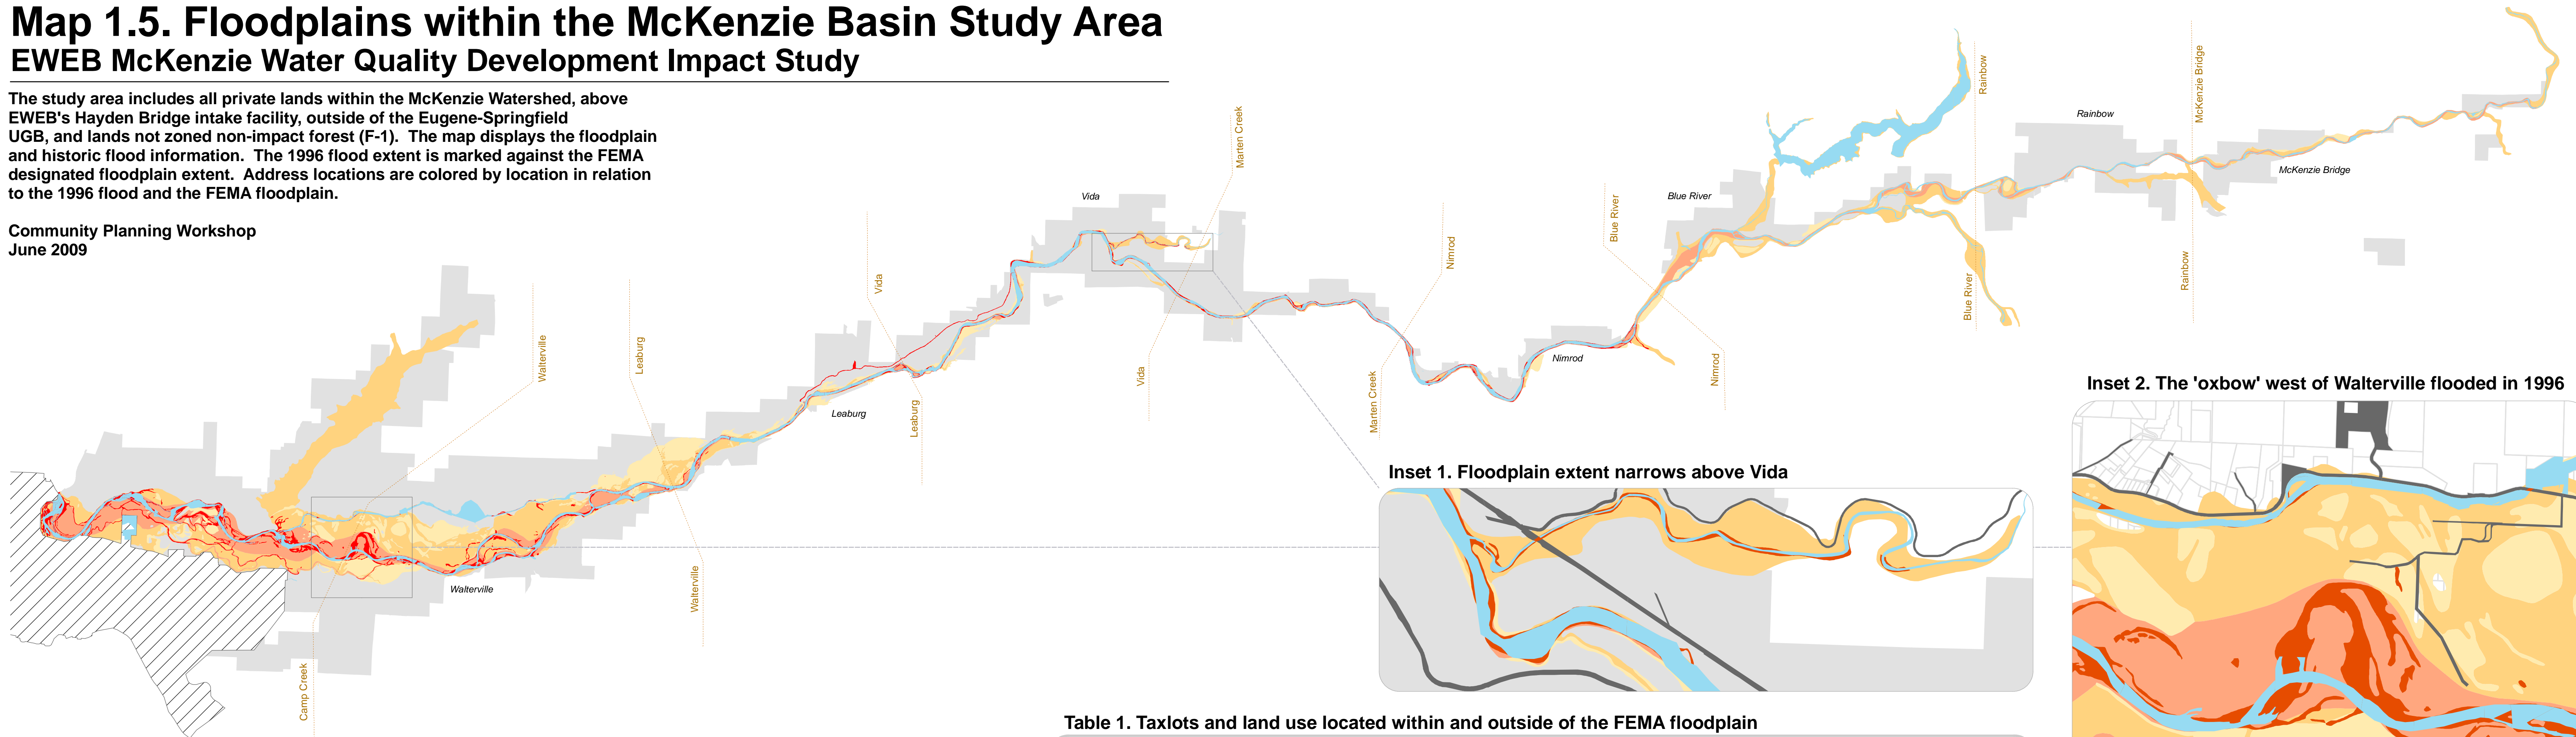 Map 1.5. Floodplains within the McKenzie Basin Study Area
EWEB McKenzie Water Quality Development Impact Study
The study area includes all private lands within the McKenzie Watershed, above
EWEB's Hayden Bridge intake facility, outside of the Eugene-Springfield
UGB, and lands not zoned non-impact forest (F-1).  The map displays the floodplain
and historic flood information.  The 1996 flood extent is marked against the FEMA
designated floodplain extent.  Address locations are colored by location in relation
to the 1996 flood and the FEMA floodplain.
Community Planning Workshop
June 2009
Camp Creek
Walterville
Walterville
Leaburg
Walterville
Vida
Leaburg
Leaburg
Vida
Marten Creek
Vida
Nimrod
Marten Creek
Blue River
Nimrod
Blue River
Rainbow
Blue River
Rainbow
McKenzie Bridge
Rainbow
McKenzie Bridge
Leaburg
Vida
Nimrod
Walterville
Inset 1. Floodplain extent narrows above Vida
Inset 2. The 'oxbow' west of Walterville flooded in 1996
Table 1. Taxlots and land use located within and outside of the FEMA floodplain